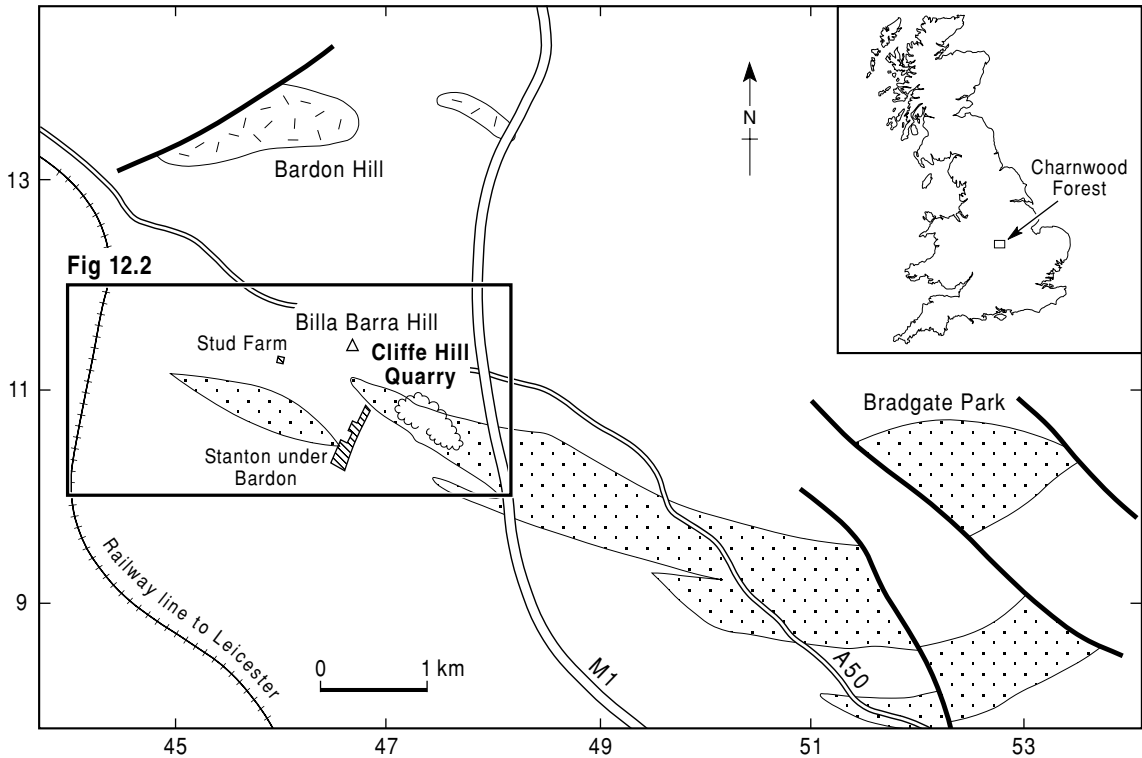 N
Charnwood
Forest
Bardon Hill
13
Fig 12.2
Billa Barra Hill
Stud Farm
Cliffe Hill
Quarry
11
Bradgate Park
Stanton under
Bardon
9
Railway line to Leicester
0
1 km
M1
A50
45
47
49
51
53